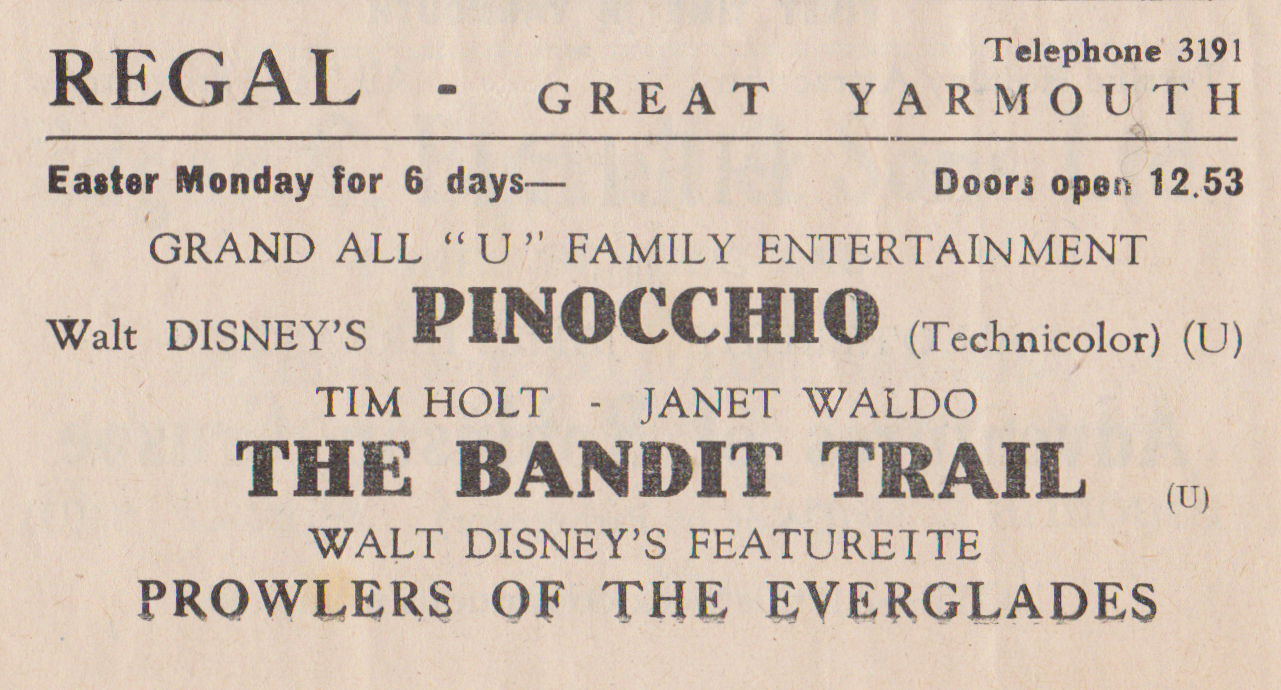 Telephone 3191
REGAL - GREAT YARMOUTH
Easter Monday for 6 days— Doors open 12.53
GRAND ALL “U” FAMILY ENTERTAINMENT
Walt DISNEY’S PINOCCHIO (Technicolor) (U)
TIM HOLT - JANET WALDO
THE BANDIT TRAIL (U)
WALT DISNEY’S FEATURETTE
PROWLERS OF THE EVERGLADES